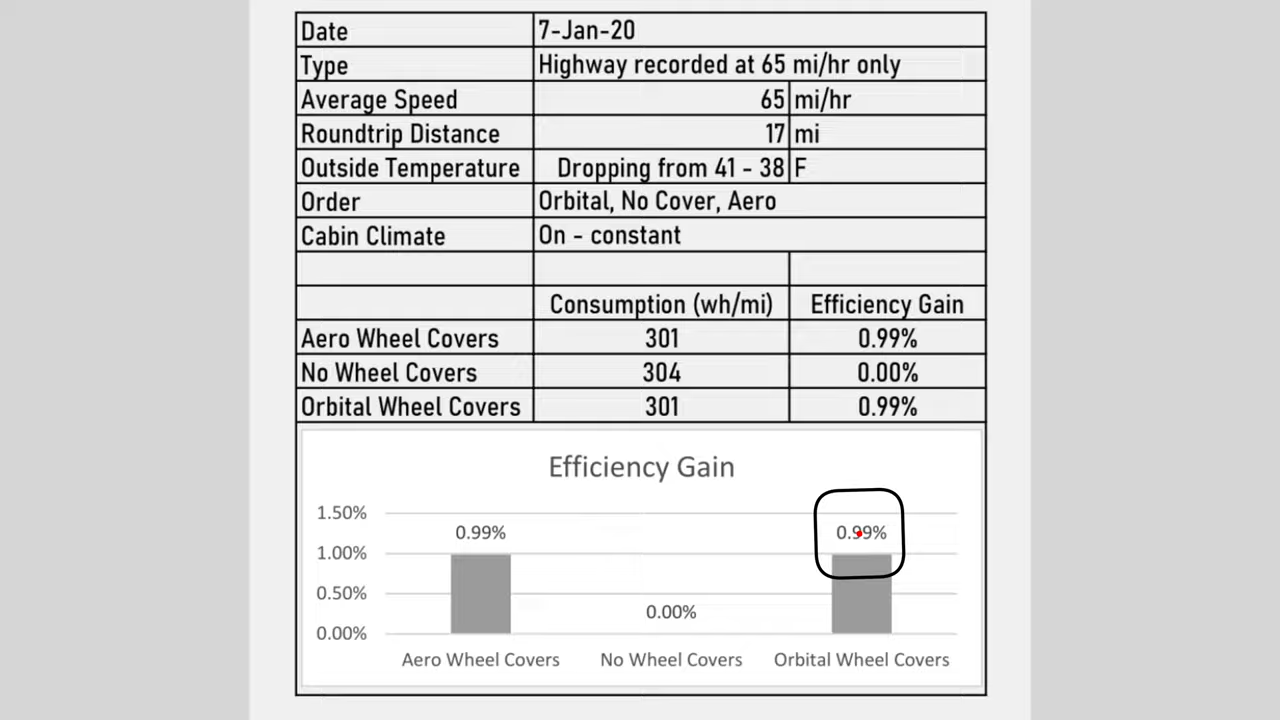 Date 7-Jan-20
Type Highway recorded at 65 mi/hr only
Average Speed 65 mi/hr
Roundtrip Distance 17 mi
Outside Temperature Dropping from 41 - 38 F
Order Orbital, No Cover, Aero
Cabin Climate On - constant
Consumption (wh/mi) Efficiency Gain
Aero Wheel Covers 301 0.99%
No Wheel Covers 304 0.00%
Orbital Wheel Covers 301 0.99%
Efficiency Gain
1.50%
0.99% 0.99%
1.00%
0.50%
0.00%
0.00%
Aero Wheel Covers No Wheel Covers Orbital Wheel Covers